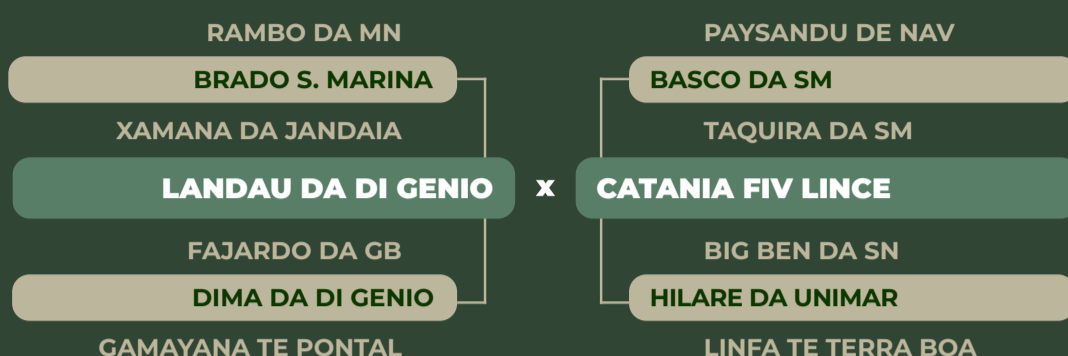 RAMBO DA MN
BRADO S. MARINA
XAMANA DA JANDAIA
LANDAU DA DI GENIO
FAJARDO DA GB
DIMA DA DI GENIO
GAMAYANA TE PONTAL
x
PAYSANDU DE NAV
BASCO DA SM
TAQUIRA DA SM
CATANIA FIV LINCE
BIG BEN DA SN
HILARE DA UNIMAR
LINFA TE TERRA BOA